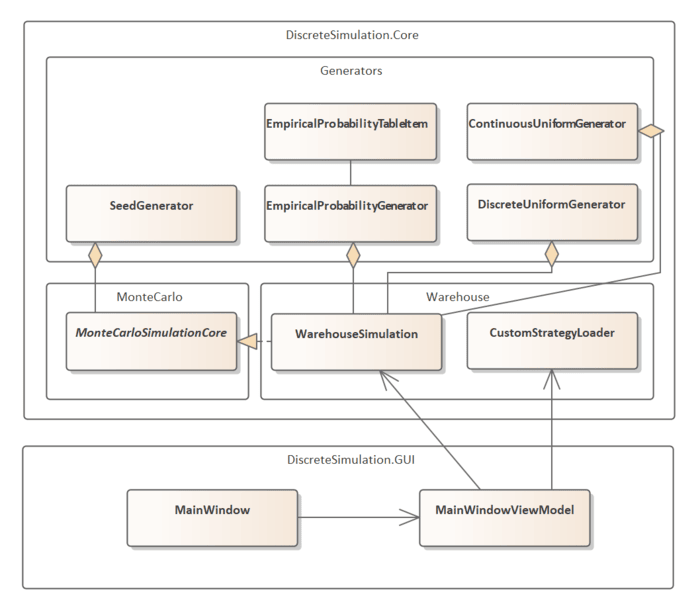 DiscreteSimulation.Core
Generators
EmpiricalProbabilityTableItem
ContinuousUniformGenerator
SeedGenerator
EmpiricalProbabilityGenerator
DiscreteUniformGenerator
MonteCarlo
Warehouse
MonteCarloSimulationCore
WarehouseSimulation
CustomStrategyLoader
DiscreteSimulation.GUI
MainWindow
MainWindowViewModel